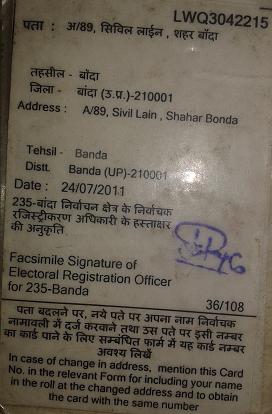 LWQ3042215
पता : अ/89, सिविल लाईन , शहर बाँदा
तहसील - बाँदा
जिला - बांदा (उ.प्र.)-210001
Address : A/89, Sivil Lain , Shahar Bonda
Tehsil - Banda
Distt. Banda (UP)-210001
Date : 24/07/2011
235-बांदा निर्वाचन क्षेत्र के निर्वाचक
रजिस्ट्रीकरण अधिकारी के हस्ताक्षर
की अनुकृति
Facsimile Signature of
Electoral Registration Officer
for 235-Banda
36/108
पता बदलने पर, नये पते पर अपना नाम निर्वाचक
नामावली में दर्ज करवाने तथा उस पते पर इसी नम्बर
का कार्ड पाने के लिए सम्बंधित फार्म में यह कार्ड नम्बर
अवश्य लिखें
In case of change in address, mention this Card
No. in the relevant Form for including your name
in the roll at the changed address and to obtain
the card with the same number